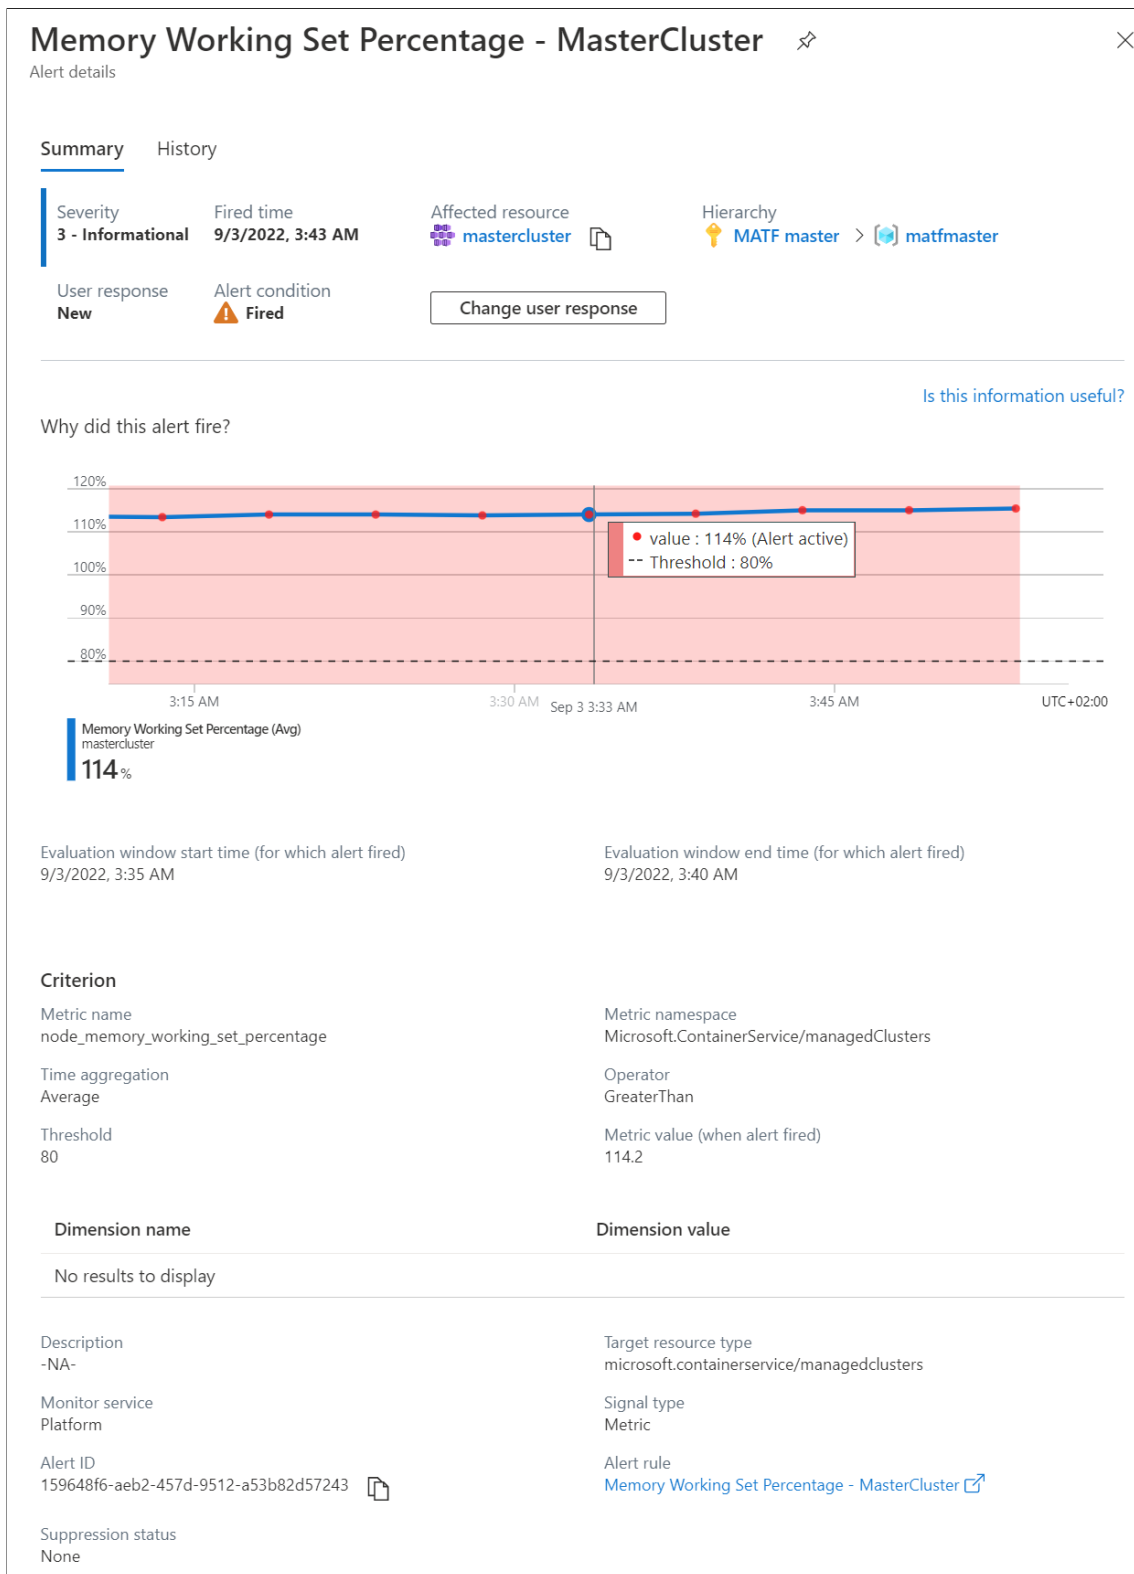 Memory Working Set Percentage - MasterCluster
Alert details
Summary History
Severity Fired time Affected resource Hierarchy
3 - Informational 9/3/2022, 3:43 AM mastercluster MATF master > matfmaster
User response Alert condition
New Fired Change user response
Is this information useful?
Why did this alert fire?
120%
110%
value : 114% (Alert active)
100% Threshold : 80%
90%
80%
3:15 AM 3:30 AM Sep 3 3:33 AM 3:45 AM UTC+02:00
Memory Working Set Percentage (Avg)
mastercluster
114 %
Evaluation window start time (for which alert fired) Evaluation window end time (for which alert fired)
9/3/2022, 3:35 AM 9/3/2022, 3:40 AM
Criterion
Metric name Metric namespace
node_memory_working_set_percentage Microsoft.ContainerService/managedClusters
Time aggregation Operator
Average GreaterThan
Threshold Metric value (when alert fired)
80 114.2
Dimension name Dimension value
No results to display
Description Target resource type
-NA- microsoft.containerservice/managedclusters
Monitor service Signal type
Platform Metric
Alert ID Alert rule
159648f6-aeb2-457d-9512-a53b82d57243 Memory Working Set Percentage - MasterCluster
Suppression status
None